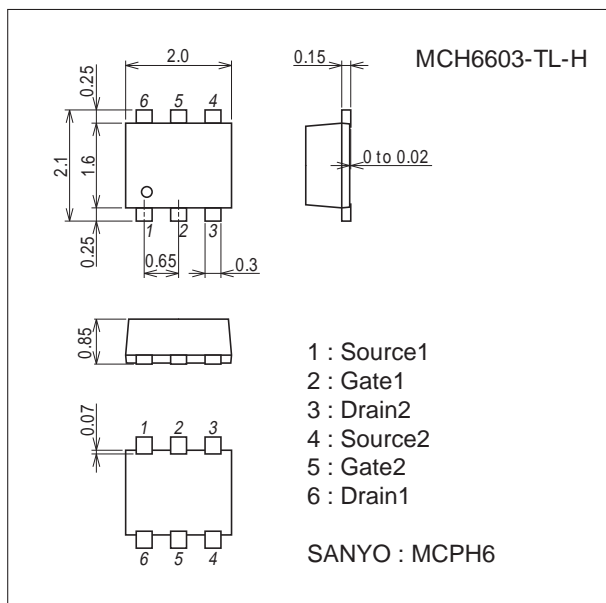 MCH6603-TL-H
0.25
2.0
0.15
6 5 4
2.1
1.6
0 to 0.02
0.25
1 2 3
0.65
0.3
0.85
1 : Source1
2 : Gate1
3 : Drain2
4 : Source2
5 : Gate2
6 : Drain1
0.07
1 2 3
6 5 4
SANYO : MCPH6